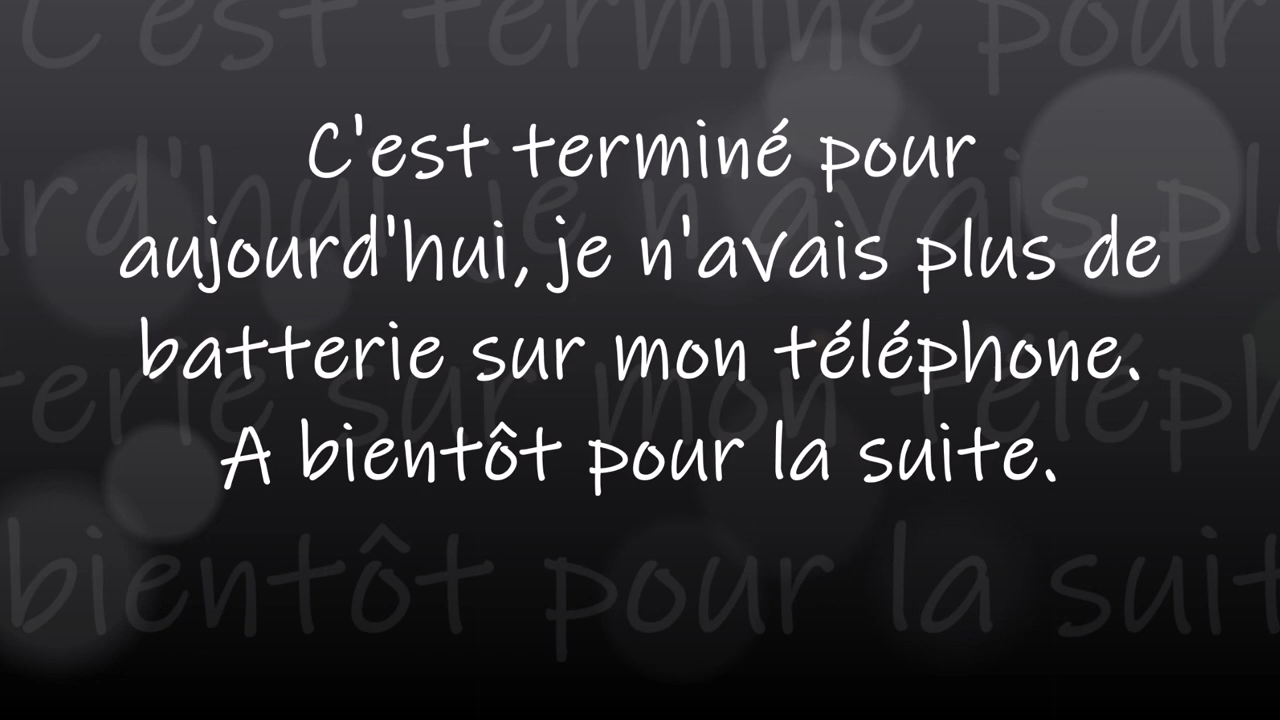 C'est terminé pour
aujourd'hui, je n'avais plus de
batterie sur mon téléphone.
A bientôt pour la suite.